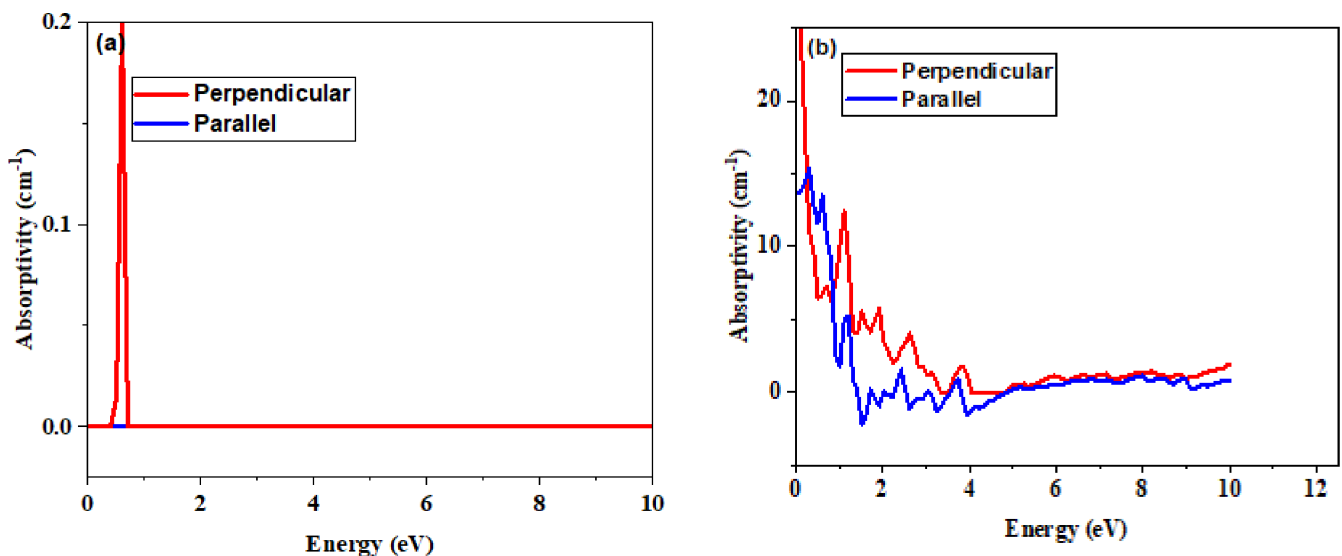 (a)
Perpendicular
Parallel
Absorptivity (cm⁻¹)
0.2
0.1
0.0
0 2 4 6 8 10
Energy (eV)
(b)
Perpendicular
Parallel
Absorptivity (cm⁻¹)
20
10
0
0 2 4 6 8 10 12
Energy (eV)